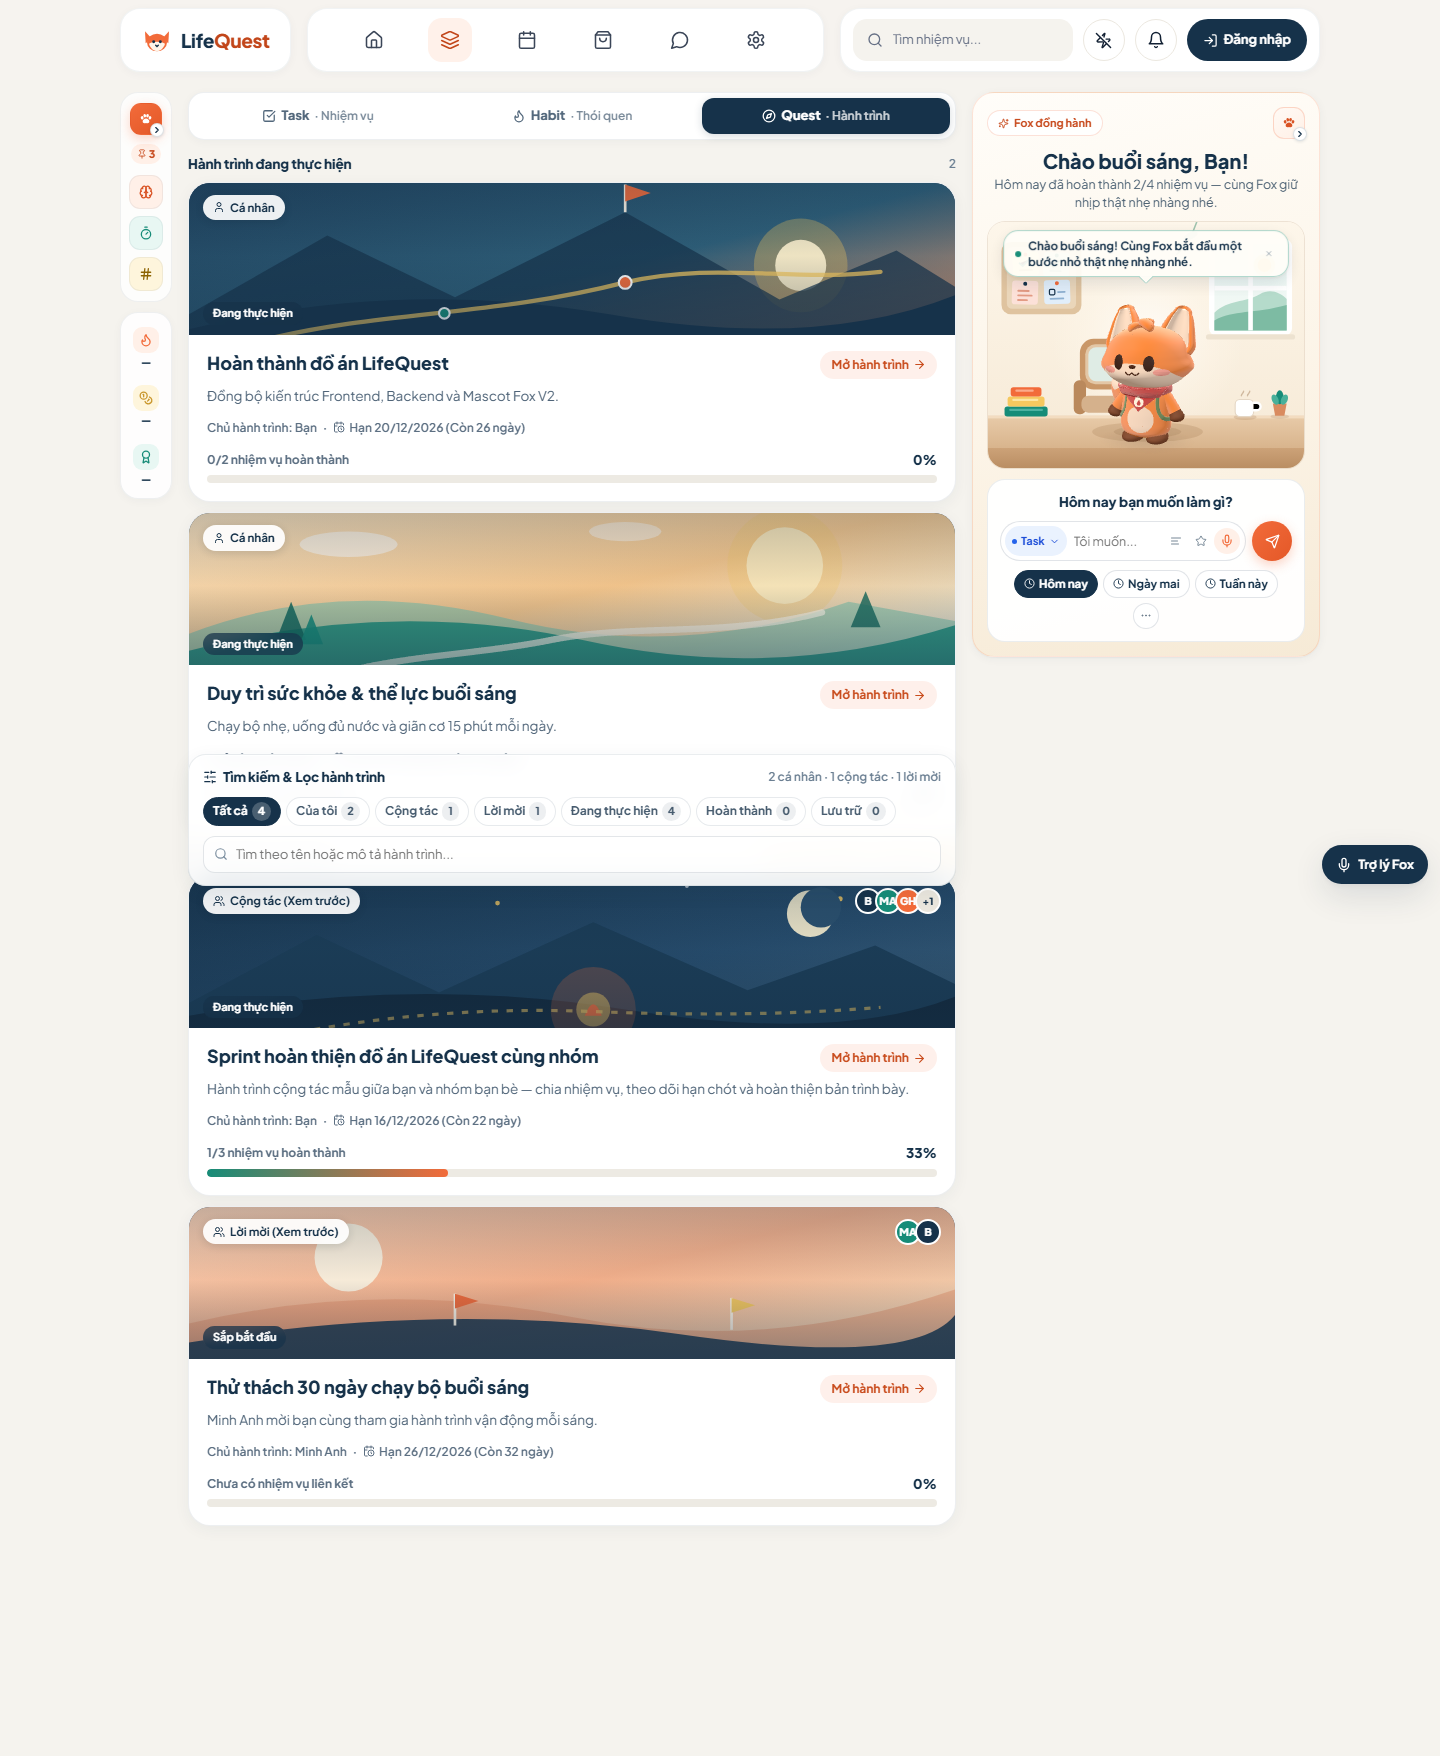 LifeQuest
Tìm nhiệm vụ...
Đăng nhập
3
Task · Nhiệm vụ
Habit · Thói quen
Quest · Hành trình
Hành trình đang thực hiện
2
Cá nhân
Đang thực hiện
Hoàn thành đồ án LifeQuest
Mở hành trình →
Đồng bộ kiến trúc Frontend, Backend và Mascot Fox V2.
Chủ hành trình: Bạn · Hạn 20/12/2026 (Còn 26 ngày)
0/2 nhiệm vụ hoàn thành
0%
Cá nhân
Đang thực hiện
Duy trì sức khỏe & thể lực buổi sáng
Mở hành trình →
Chạy bộ nhẹ, uống đủ nước và giãn cơ 15 phút mỗi ngày.
Tìm kiếm & Lọc hành trình
2 cá nhân · 1 cộng tác · 1 lời mời
Tất cả 4
Của tôi 2
Cộng tác 1
Lời mời 1
Đang thực hiện 4
Hoàn thành 0
Lưu trữ 0
Tìm theo tên hoặc mô tả hành trình...
Cộng tác (Xem trước)
B
MA
GH
+1
Đang thực hiện
Sprint hoàn thiện đồ án LifeQuest cùng nhóm
Mở hành trình →
Hành trình cộng tác mẫu giữa bạn và nhóm bạn bè — chia nhiệm vụ, theo dõi hạn chót và hoàn thiện bản trình bày.
Chủ hành trình: Bạn · Hạn 16/12/2026 (Còn 22 ngày)
1/3 nhiệm vụ hoàn thành
33%
Lời mời (Xem trước)
MA
B
Sắp bắt đầu
Thử thách 30 ngày chạy bộ buổi sáng
Mở hành trình →
Minh Anh mời bạn cùng tham gia hành trình vận động mỗi sáng.
Chủ hành trình: Minh Anh · Hạn 26/12/2026 (Còn 32 ngày)
Chưa có nhiệm vụ liên kết
0%
Fox đồng hành
Chào buổi sáng, Bạn!
Hôm nay đã hoàn thành 2/4 nhiệm vụ — cùng Fox giữ
nhịp thật nhẹ nhàng nhé.
Chào buổi sáng! Cùng Fox bắt đầu một
bước nhỏ thật nhẹ nhàng nhé.
Hôm nay bạn muốn làm gì?
Task
Tôi muốn...
Hôm nay
Ngày mai
Tuần này
...
Trợ lý Fox